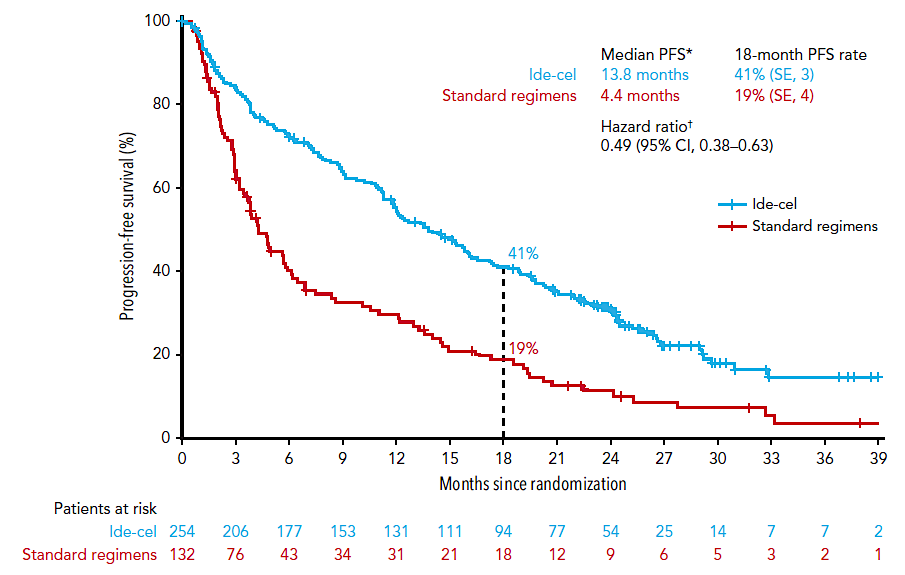 100
80
60
40
20
0
Progression-free survival (%)
Median PFS* 18-month PFS rate
Ide-cel 13.8 months 41% (SE, 3)
Standard regimens 4.4 months 19% (SE, 4)
Hazard ratio†
0.49 (95% CI, 0.38–0.63)
Ide-cel
Standard regimens
41%
19%
0 3 6 9 12 15 18 21 24 27 30 33 36 39
Months since randomization
Patients at risk
Ide-cel 254 206 177 153 131 111 94 77 54 25 14 7 7 2
Standard regimens 132 76 43 34 31 21 18 12 9 6 5 3 2 1